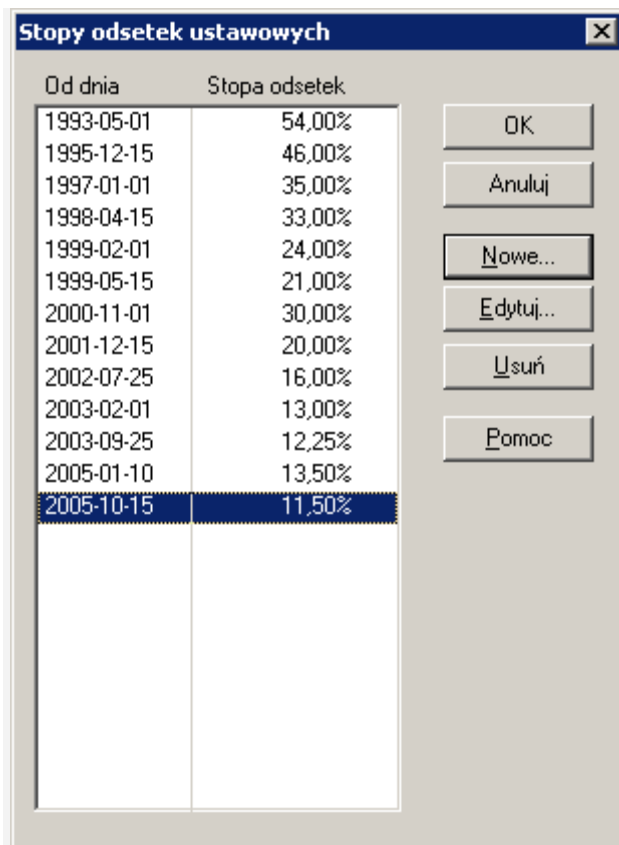 Stopy odsetek ustawowych
Od dnia Stopa odsetek
1993-05-01 54,00%
1995-12-15 46,00%
1997-01-01 35,00%
1998-04-15 33,00%
1999-02-01 24,00%
1999-05-15 21,00%
2000-11-01 30,00%
2001-12-15 20,00%
2002-07-25 16,00%
2003-02-01 13,00%
2003-09-25 12,25%
2005-01-10 13,50%
2005-10-15 11,50%
OK
Anuluj
Nowe...
Edytuj...
Usuń
Pomoc